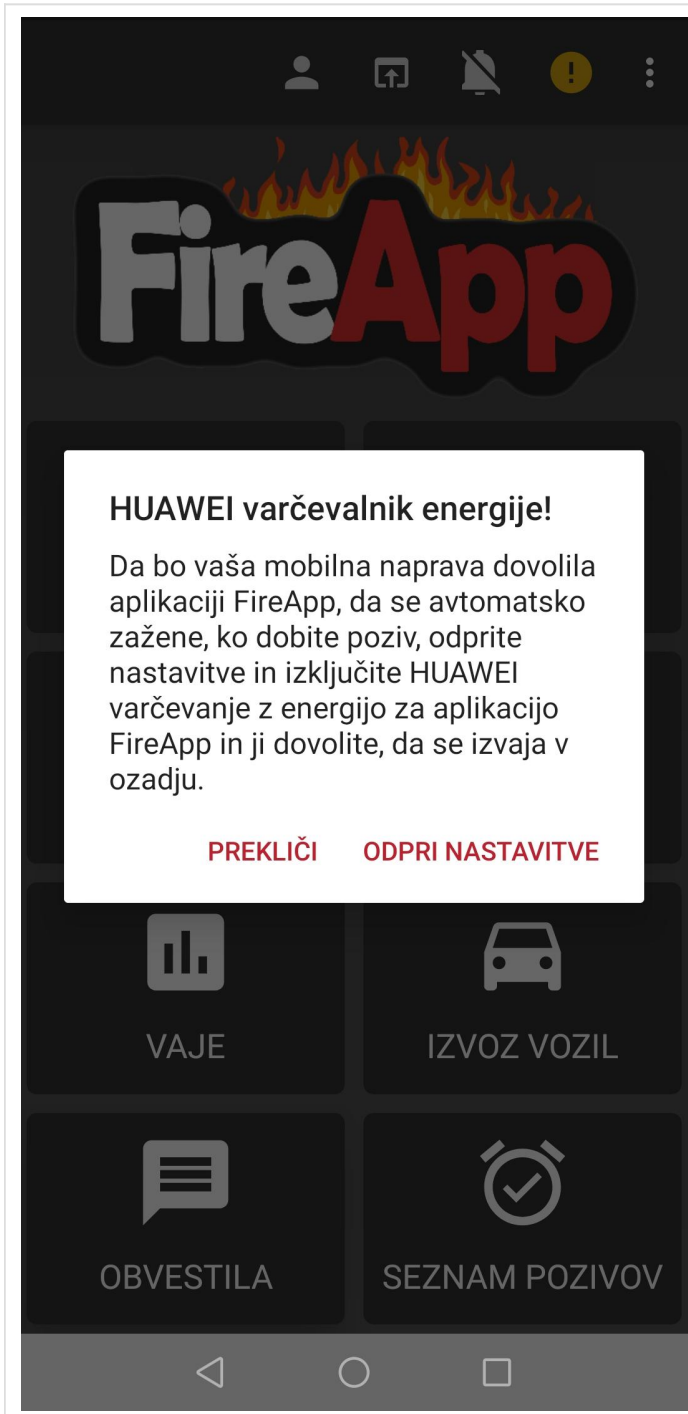 FireApp
HUAWEI varčevalnik energije!
Da bo vaša mobilna naprava dovolila
aplikaciji FireApp, da se avtomatsko
zažene, ko dobite poziv, odprite
nastavitve in izključite HUAWEI
varčevanje z energijo za aplikacijo
FireApp in ji dovolite, da se izvaja v
ozadju.
PREKLIČI ODPRI NASTAVITVE
VAJE IZVOZ VOZIL
OBVESTILA SEZNAM POZIVOV